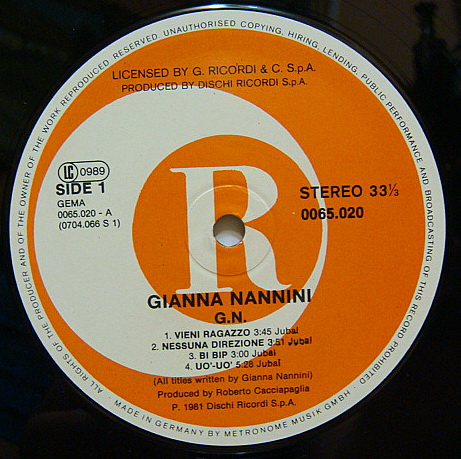 ALL RIGHTS OF THE PRODUCER AND OF THE OWNER OF THE WORK REPRODUCED RESERVED. UNAUTHORISED COPYING, HIRING, LENDING, PUBLIC PERFORMANCE AND BROADCASTING OF THIS RECORD PROHIBITED ·
LICENSED BY G. RICORDI & C. S.p.A.
PRODUCED BY DISCHI RICORDI S.p.A.
LC 0989
SIDE 1
GEMA
0065.020 - A
(0704.066 S 1)
R
STEREO 33⅓
0065.020
GIANNA NANNINI
G.N.
1. VIENI RAGAZZO 3:45 Jubal
2. NESSUNA DIREZIONE 3:51 Jubal
3. BI BIP 3:00 Jubal
4. UO'-UO' 5:28 Jubal
(All titles written by Gianna Nannini)
Produced by Roberto Cacciapaglia
P. 1981 Dischi Ricordi S.p.A.
· MADE IN GERMANY BY METRONOME MUSIK GMBH ·